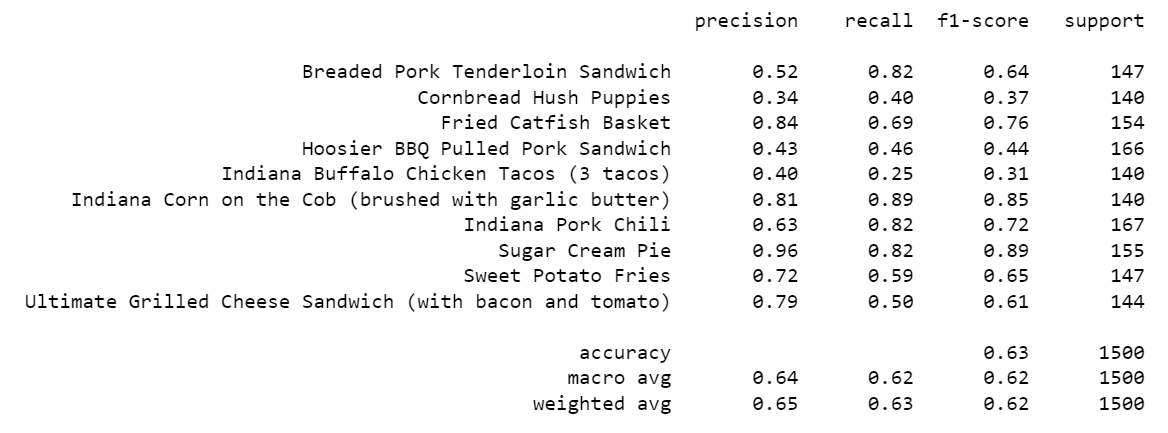 precision recall f1-score support
Breaded Pork Tenderloin Sandwich 0.52 0.82 0.64 147
Cornbread Hush Puppies 0.34 0.40 0.37 140
Fried Catfish Basket 0.84 0.69 0.76 154
Hoosier BBQ Pulled Pork Sandwich 0.43 0.46 0.44 166
Indiana Buffalo Chicken Tacos (3 tacos) 0.40 0.25 0.31 140
Indiana Corn on the Cob (brushed with garlic butter) 0.81 0.89 0.85 140
Indiana Pork Chili 0.63 0.82 0.72 167
Sugar Cream Pie 0.96 0.82 0.89 155
Sweet Potato Fries 0.72 0.59 0.65 147
Ultimate Grilled Cheese Sandwich (with bacon and tomato) 0.79 0.50 0.61 144
accuracy 0.63 1500
macro avg 0.64 0.62 0.62 1500
weighted avg 0.65 0.63 0.62 1500